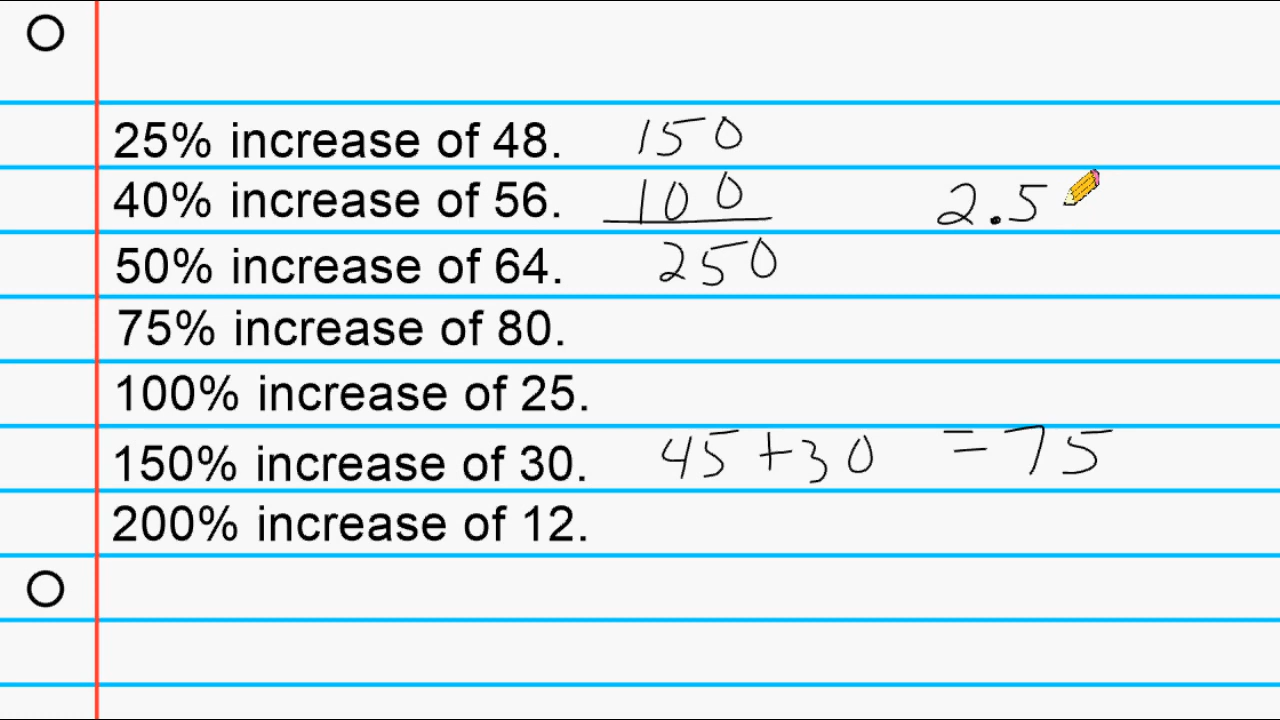 25% increase of 48. 150
40% increase of 56. 100 2.5
50% increase of 64. 250
75% increase of 80.
100% increase of 25.
150% increase of 30. 45+30 =75
200% increase of 12.